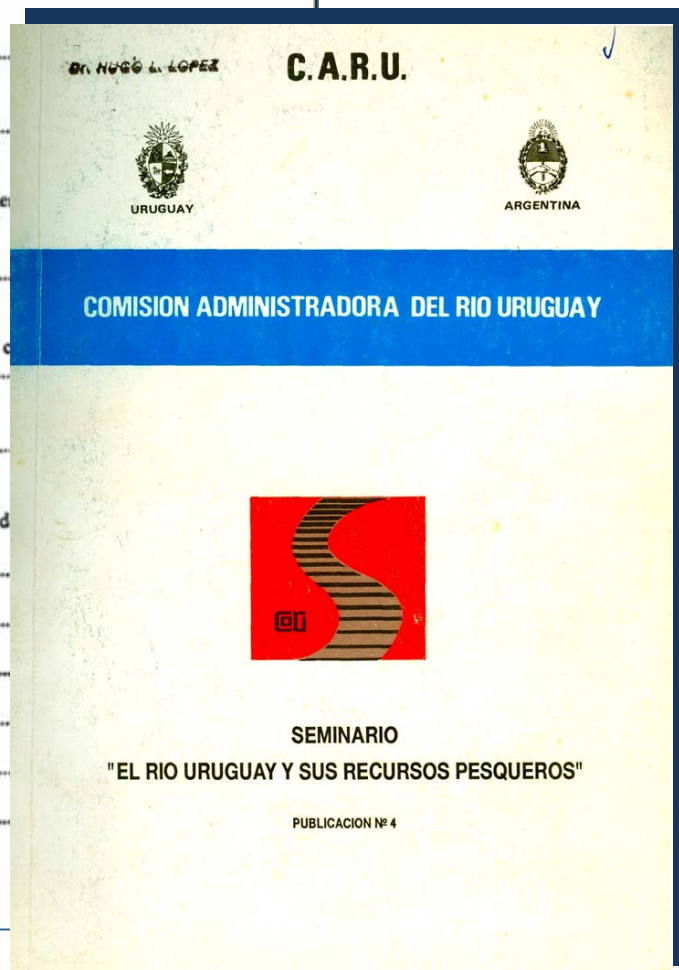 Dr. HUGO L. LOPEZ
C.A.R.U.
URUGUAY
ARGENTINA
COMISION ADMINISTRADORA DEL RIO URUGUAY
SEMINARIO
"EL RIO URUGUAY Y SUS RECURSOS PESQUEROS"
PUBLICACION Nº 4